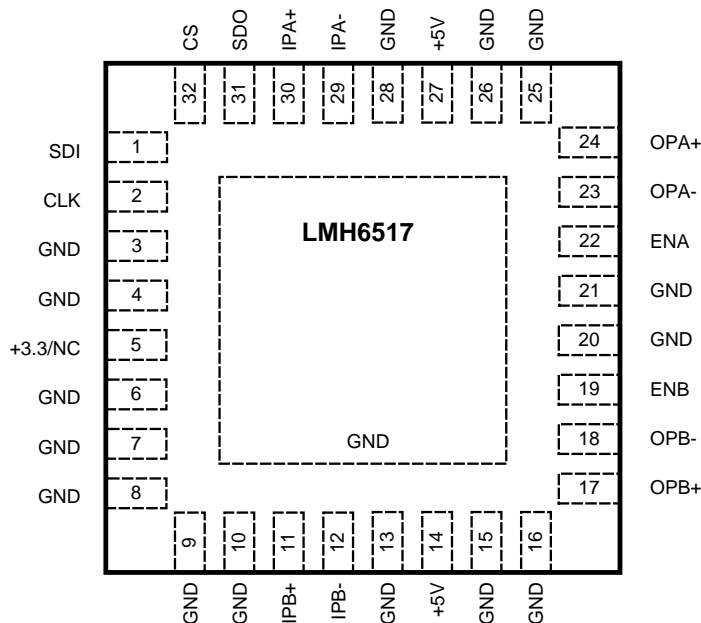 CS SDO IPA+ IPA- GND +5V GND GND
32 31 30 29 28 27 26 25
SDI 1 24 OPA+
CLK 2 23 OPA-
LMH6517
GND 3 22 ENA
GND 4 21 GND
+3.3/NC 5 20 GND
GND 6 19 ENB
GND 7 GND 18 OPB-
GND 8 17 OPB+
9 10 11 12 13 14 15 16
GND GND IPB+ IPB- GND +5V GND GND